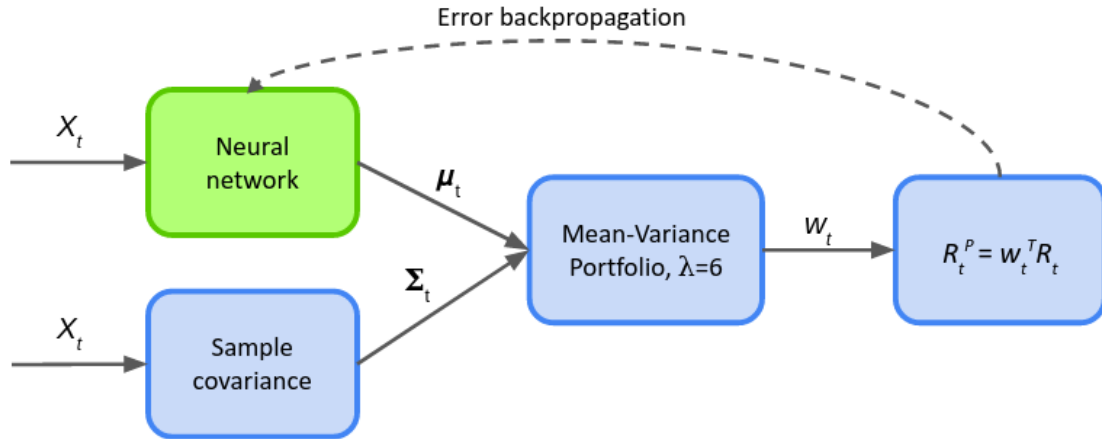 Error backpropagation
X_t
Neural
network
μ_t
Mean-Variance
Portfolio, λ=6
w_t
R_t^P = w_t^T R_t
Σ_t
X_t
Sample
covariance